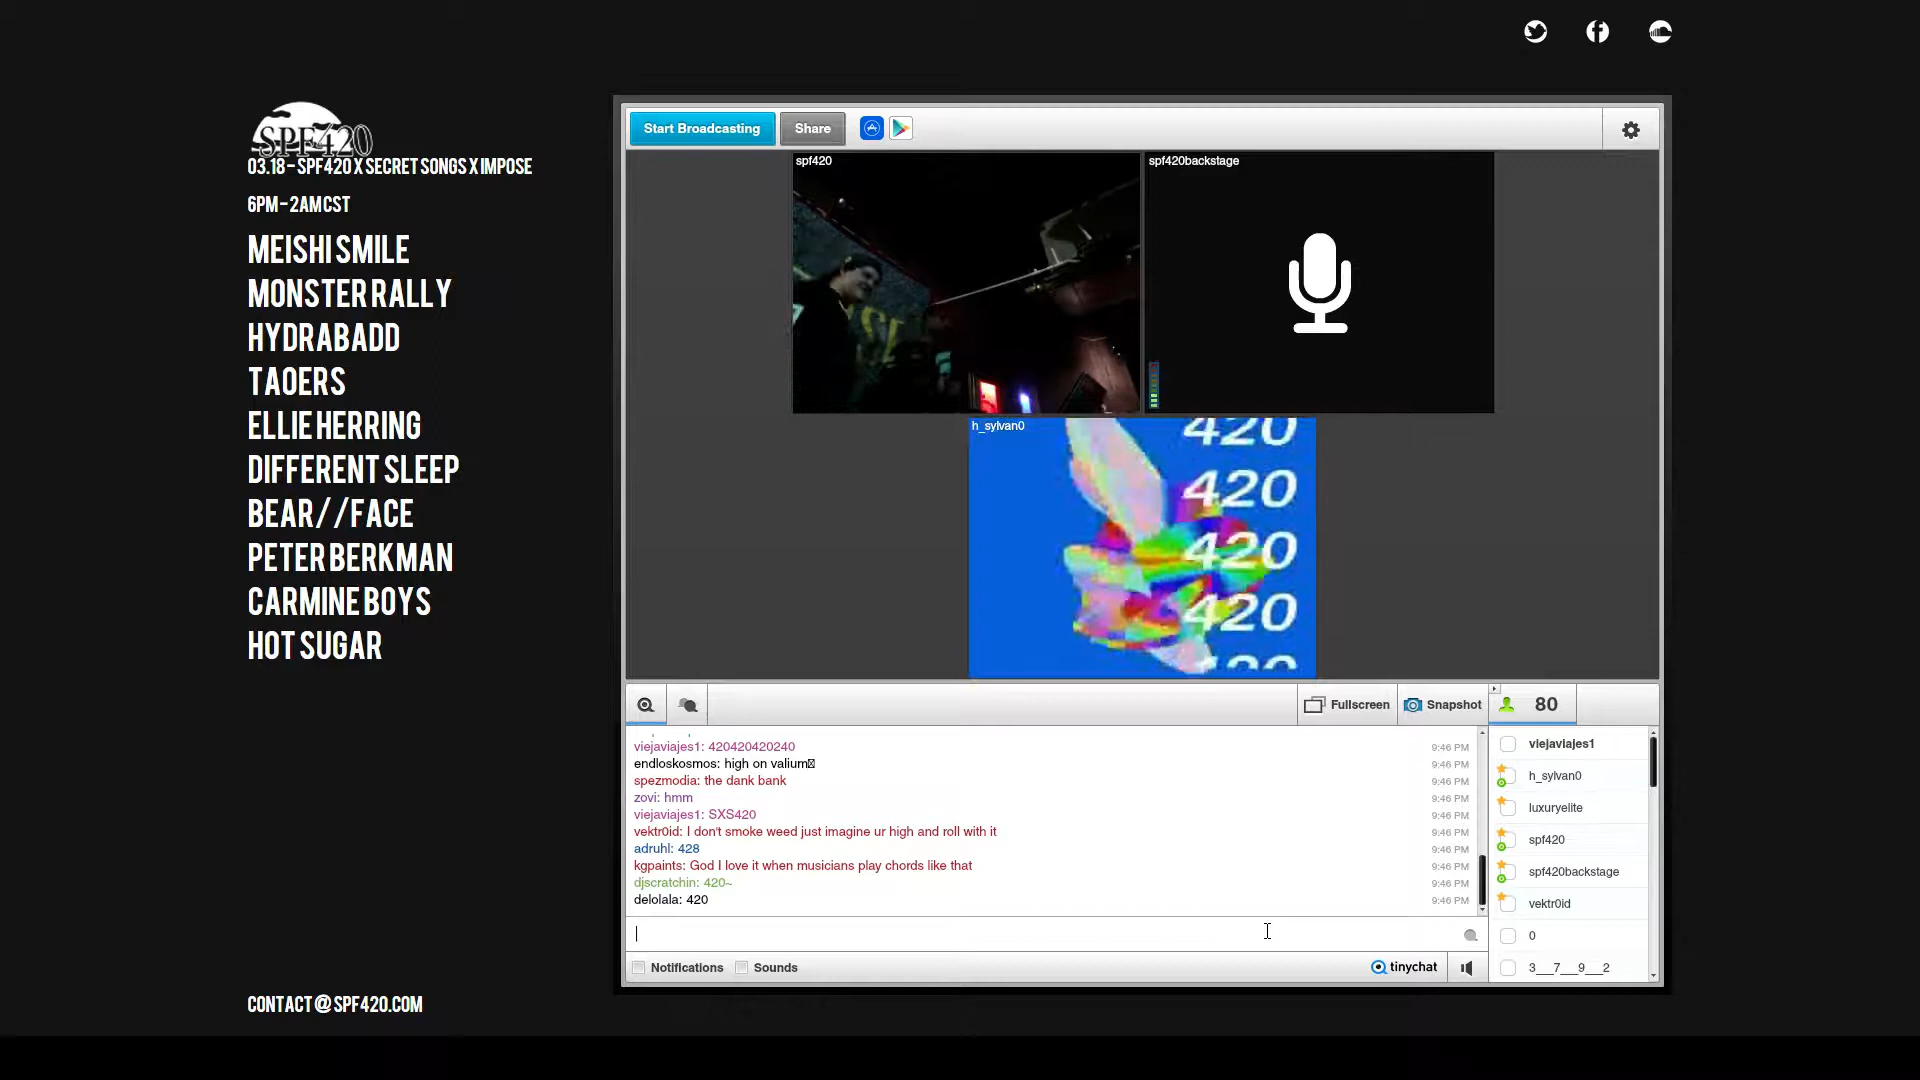 SPF420
03.18 - SPF420 X SECRET SONGS X IMPOSE
6PM - 2AM CST
MEISHI SMILE
MONSTER RALLY
HYDRABADD
TAOERS
ELLIE HERRING
DIFFERENT SLEEP
BEAR//FACE
PETER BERKMAN
CARMINE BOYS
HOT SUGAR
CONTACT@SPF420.COM
Start Broadcasting
Share
spf420
spf420backstage
h_sylvan0
420
420
420
420
420
Fullscreen
Snapshot
80
viejaviajes1: 420420420240 9:46 PM
endloskosmos: high on valium 9:46 PM
spezmodia: the dank bank 9:46 PM
zovi: hmm 9:46 PM
viejaviajes1: SXS420 9:46 PM
vektr0id: I don't smoke weed just imagine ur high and roll with it 9:46 PM
adruhl: 428 9:46 PM
kgpaints: God I love it when musicians play chords like that 9:46 PM
djscratchin: 420~ 9:46 PM
delolala: 420 9:46 PM
Notifications
Sounds
tinychat
viejaviajes1
h_sylvan0
luxuryelite
spf420
spf420backstage
vektr0id
0
3__7__9__2